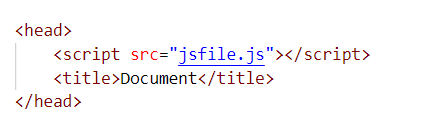 <head>
    <script src="jsfile.js"></script>
    <title>Document</title>
</head>